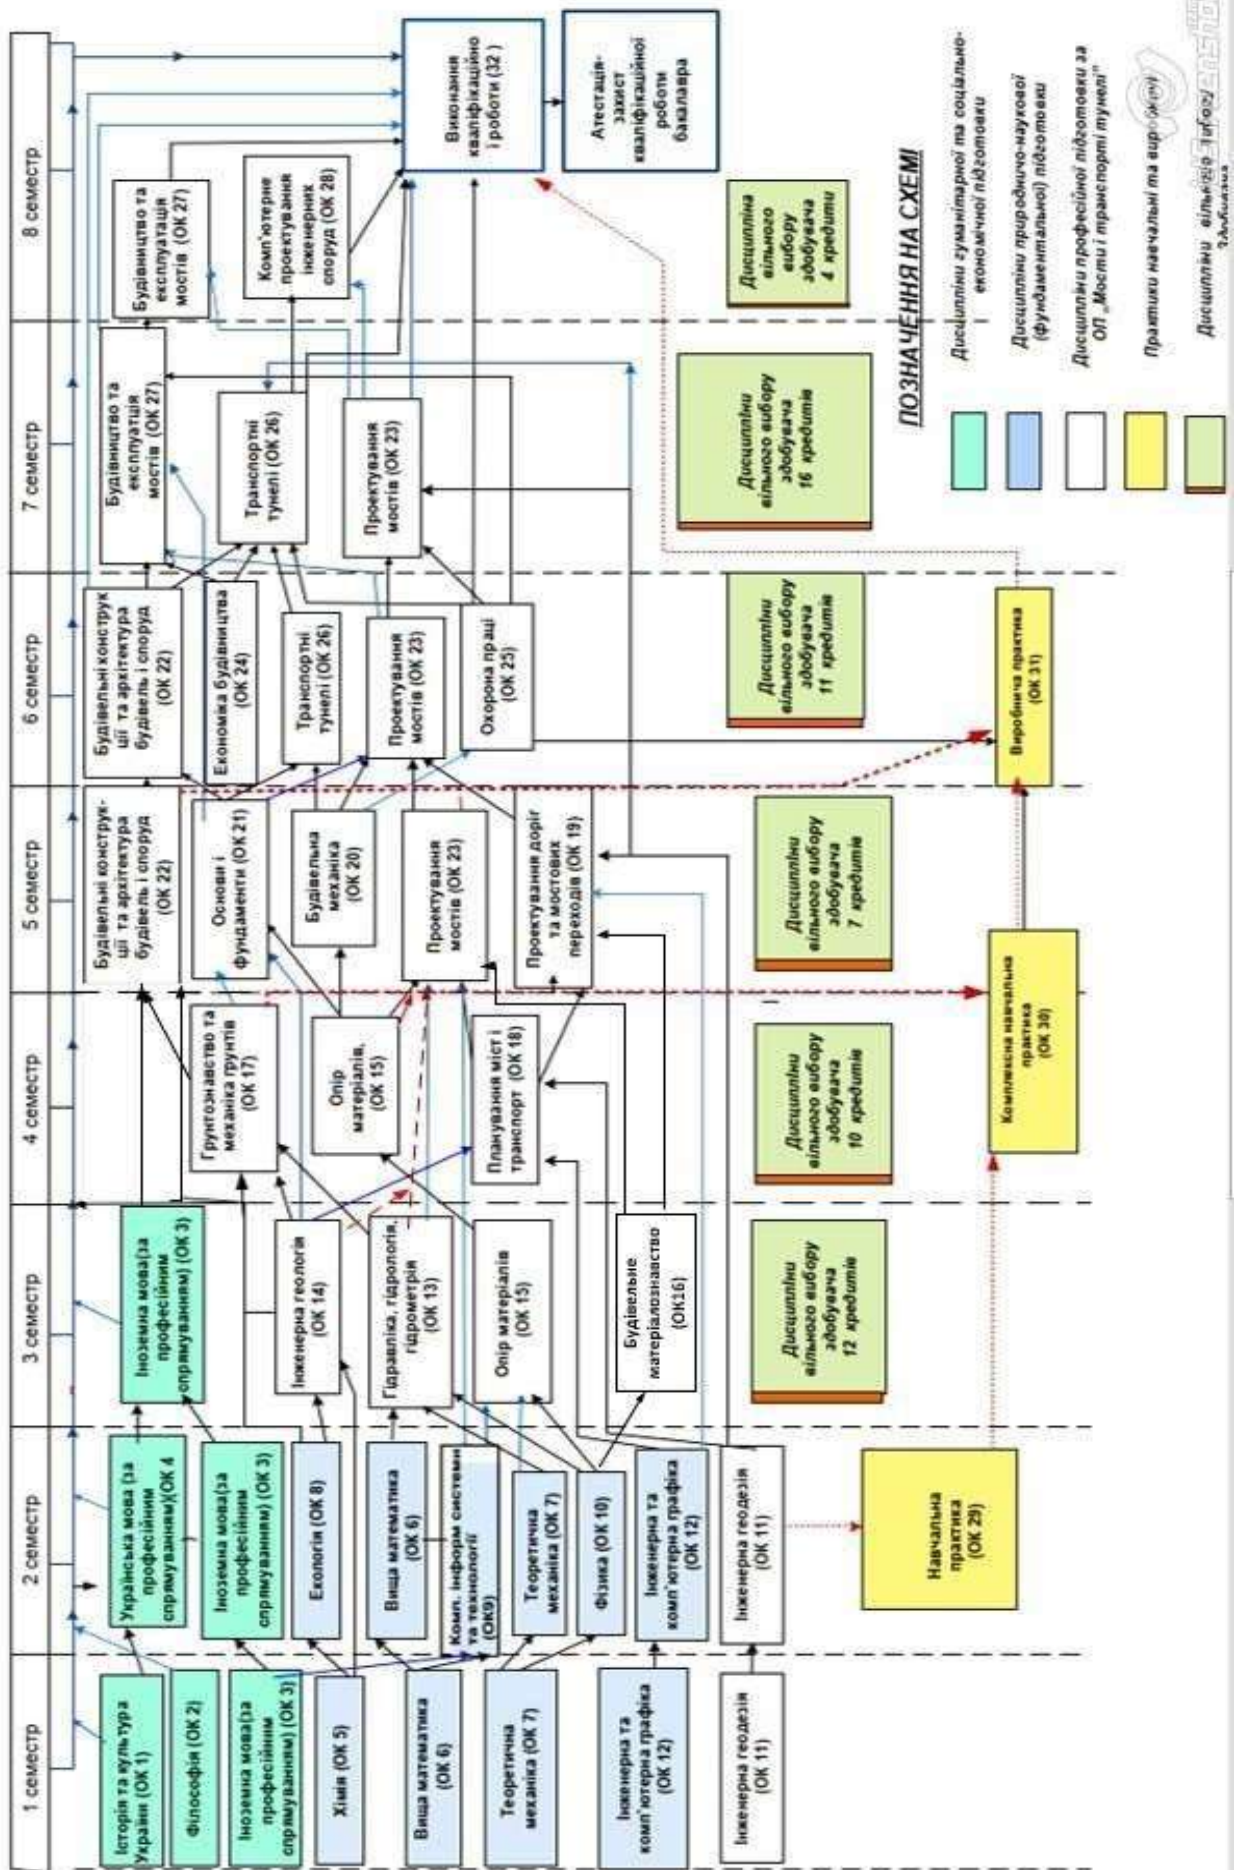 1 семестр
2 семестр
3 семестр
4 семестр
5 семестр
6 семестр
7 семестр
8 семестр
Історія та культура
України (ОК 1)
Філософія (ОК 2)
Іноземна мова(за
професійним
спрямуванням) (ОК 3)
Хімія (ОК 5)
Вища математика
(ОК 6)
Теоретична
механіка (ОК 7)
Інженерна та
комп'ютерна графіка
(ОК 12)
Інженерна геодезія
(ОК 11)
Українська мова (за
професійним
спрямуванням)(ОК 4
Іноземна мова(за
професійним
спрямуванням) (ОК 3)
Екологія (ОК 8)
Вища математика
(ОК 6)
Комп. інформ системи
та технології
(ОК9)
Теоретична
механіка (ОК 7)
Фізика (ОК 10)
Інженерна та
комп'ютерна графіка
(ОК 12)
Інженерна геодезія
(ОК 11)
Навчальна
практика
(ОК 29)
Іноземна мова(за
професійним
спрямуванням) (ОК 3)
Інженерна геологія
(ОК 14)
Гідравліка, гідрологія,
гідрометрія
(ОК 13)
Опір матеріалів
(ОК 15)
Будівельне
матеріалознавство
(ОК16)
Дисципліни
вільного вибору
здобувача
12 кредитів
Грунтознавство та
механіка грунтів
(ОК 17)
Опір
матеріалів,
(ОК 15)
Планування міст і
транспорт (ОК 18)
Дисципліни
вільного вибору
здобувача
10 кредитів
Комплексна навчальна
практика
(ОК 30)
Будівельні конструк-
ції та архітектура
будівель і споруд
(ОК 22)
Основи і
фундаменти (ОК 21)
Будівельна
механіка
(ОК 20)
Проектування
мостів (ОК 23)
Проектування доріг
та мостових
переходів (ОК 19)
Дисципліни
вільного вибору
здобувача
7 кредитів
Будівельні конструк
ції та архітектура
будівель і споруд
(ОК 22)
Економіка будівництва
(ОК 24)
Транспортні
тунелі (ОК 26)
Проектування
мостів (ОК 23)
Охорона праці
(ОК 25)
Дисципліни
вільного вибору
здобувача
11 кредитів
Виробнича практика
(ОК 31)
Будівництво та
експлуатція
мостів (ОК 27)
Транспортні
тунелі (ОК 26)
Проектування
мостів (ОК 23)
Дисципліни
вільного вибору
здобувача
16 кредитів
Будівництво та
експлуатація
мостів (ОК 27)
Комп'ютерне
проектування
інженерних
споруд (ОК 28)
Виконання
кваліфікаційно
ї роботи (32 )
Атестація-
захист
кваліфікаційної
роботи
бакалавра
Дисципліна
вільного
вибору
здобувача
4 кредити
ПОЗНАЧЕННЯ НА СХЕМІ
Дисципліни гуманітарної та соціально-
економічної підготовки
Дисципліни природничо-наукової
(фундаментальної) підготовки
Дисципліни професійної підготовки за
ОП „Мости і транспорті тунелі"
Практики навчальні та виробничі
Дисципліни вільного вибору